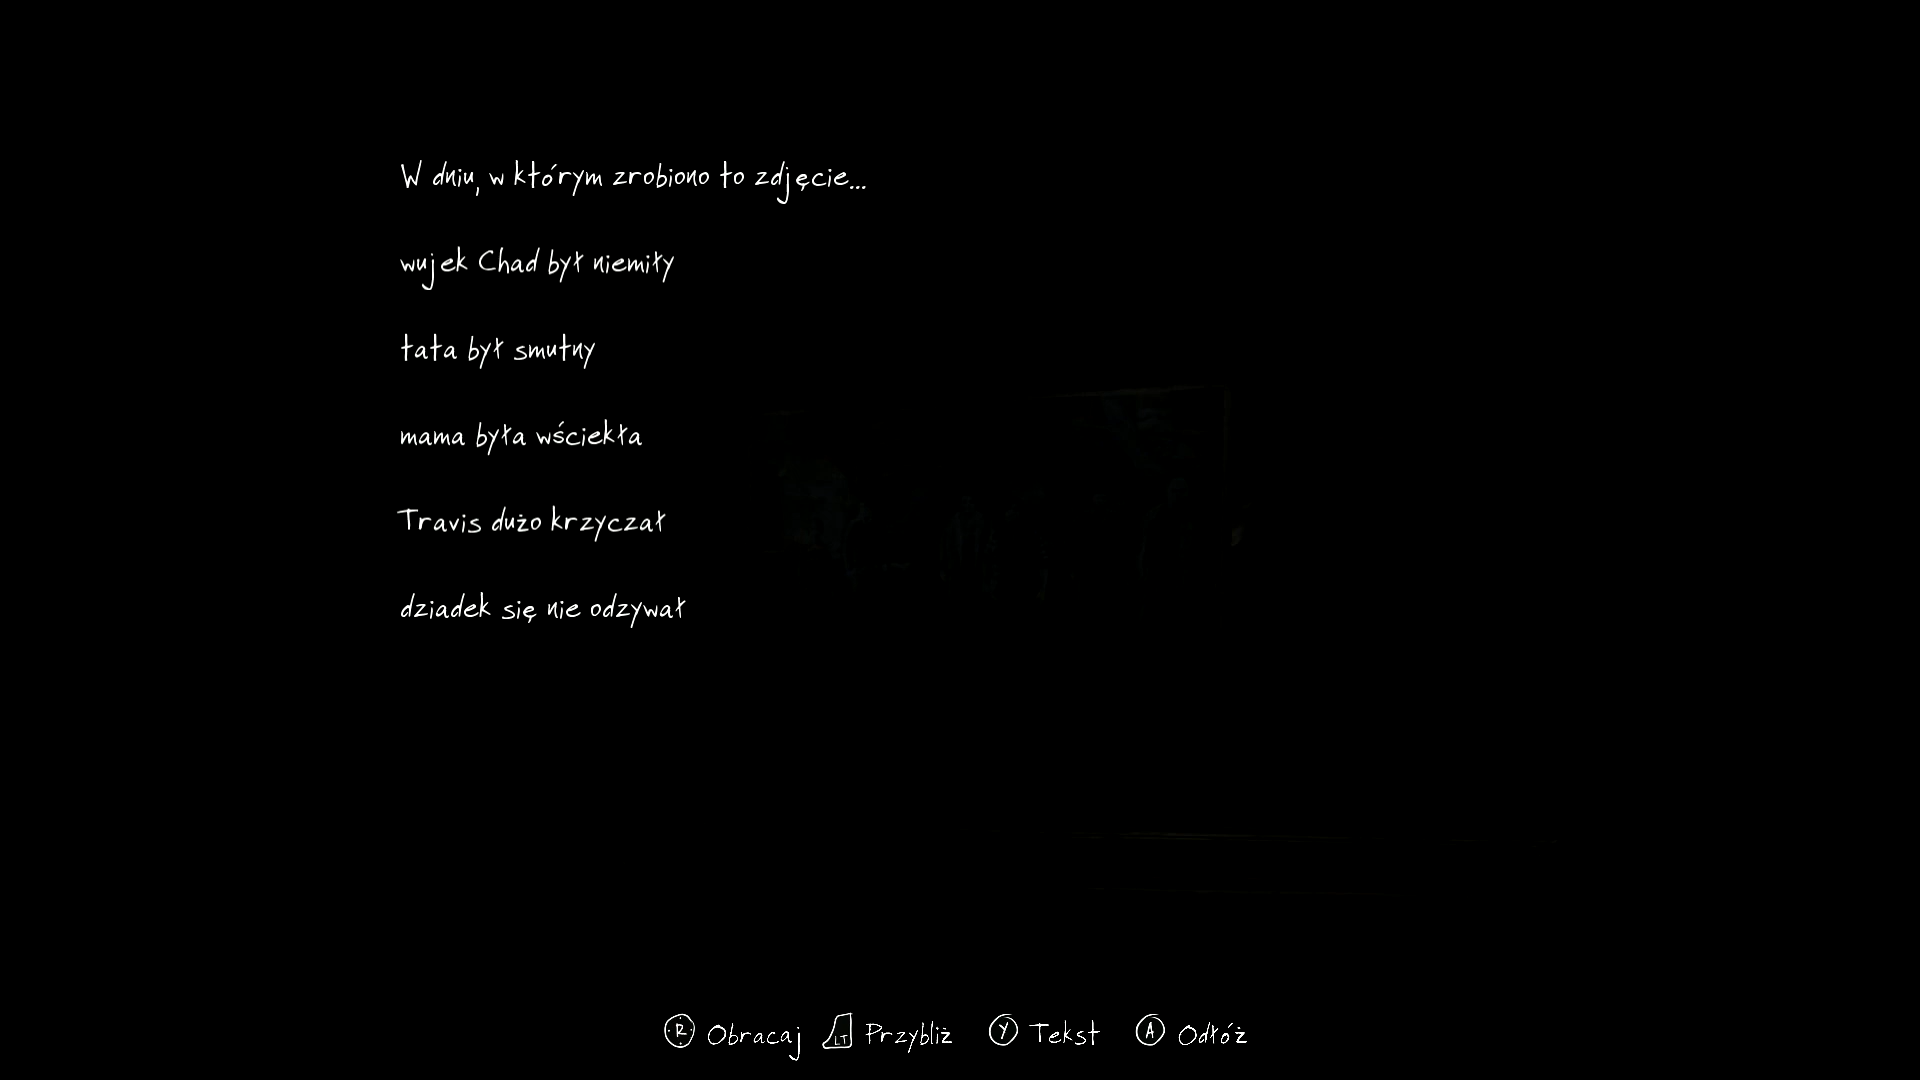 W dniu, w którym zrobiono to zdjęcie...
wujek Chad był niemiły
tata był smutny
mama była wściekła
Travis dużo krzyczał
dziadek się nie odzywał
R Obracaj LT Przybliż Y Tekst A Odłóż